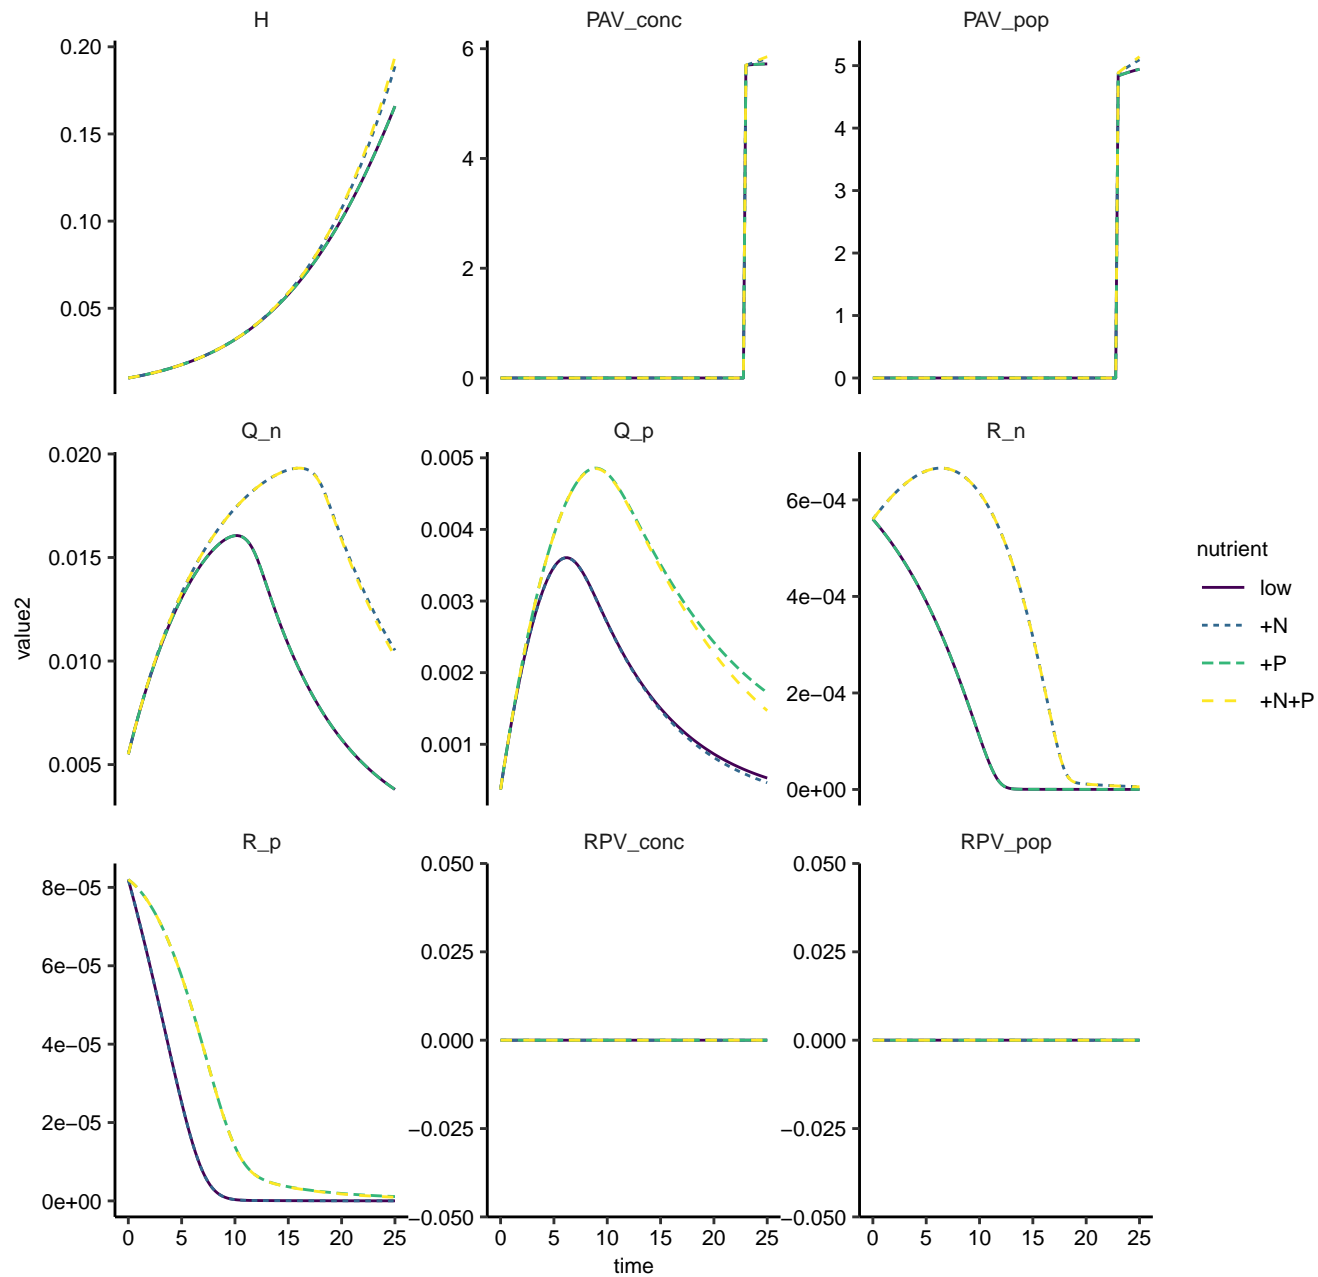 H
PAV_conc
PAV_pop
0.20
0.15
0.10
0.05
6
4
2
0
5
4
3
2
1
0
Q_n
Q_p
R_n
0.020
0.015
0.010
0.005
0.005
0.004
0.003
0.002
0.001
6e−04
4e−04
2e−04
0e+00
value2
nutrient
low
+N
+P
+N+P
R_p
RPV_conc
RPV_pop
8e−05
6e−05
4e−05
2e−05
0e+00
0.050
0.025
0.000
−0.025
−0.050
0.050
0.025
0.000
−0.025
−0.050
0 5 10 15 20 25
0 5 10 15 20 25
0 5 10 15 20 25
time